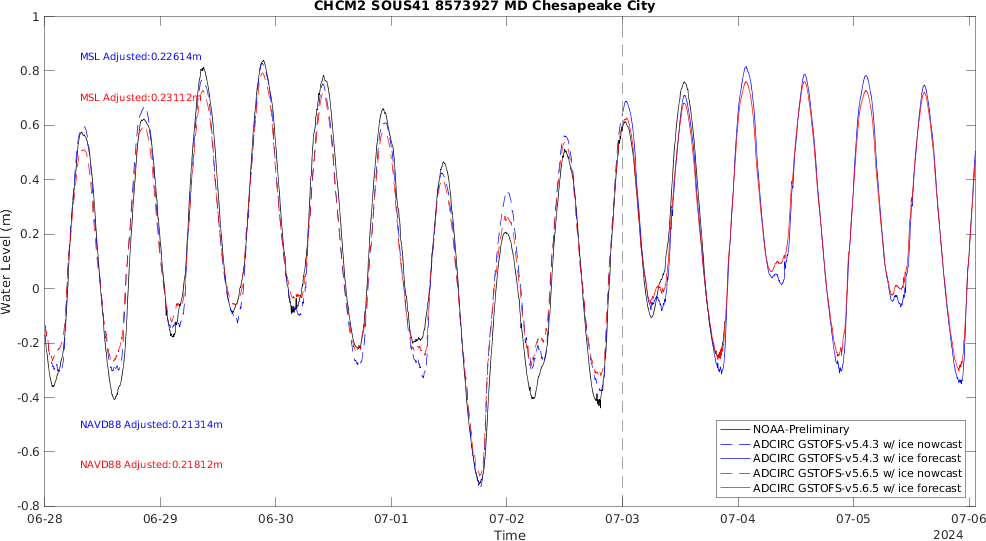 CHCM2 SOUS41 8573927 MD Chesapeake City
1
0.8
0.6
0.4
0.2
0
-0.2
-0.4
-0.6
-0.8
Water Level (m)
MSL Adjusted:0.22614m
MSL Adjusted:0.23112m
NAVD88 Adjusted:0.21314m
NAVD88 Adjusted:0.21812m
NOAA-Preliminary
ADCIRC GSTOFS-v5.4.3 w/ ice nowcast
ADCIRC GSTOFS-v5.4.3 w/ ice forecast
ADCIRC GSTOFS-v5.6.5 w/ ice nowcast
ADCIRC GSTOFS-v5.6.5 w/ ice forecast
06-28 06-29 06-30 07-01 07-02 07-03 07-04 07-05 07-06
Time
2024